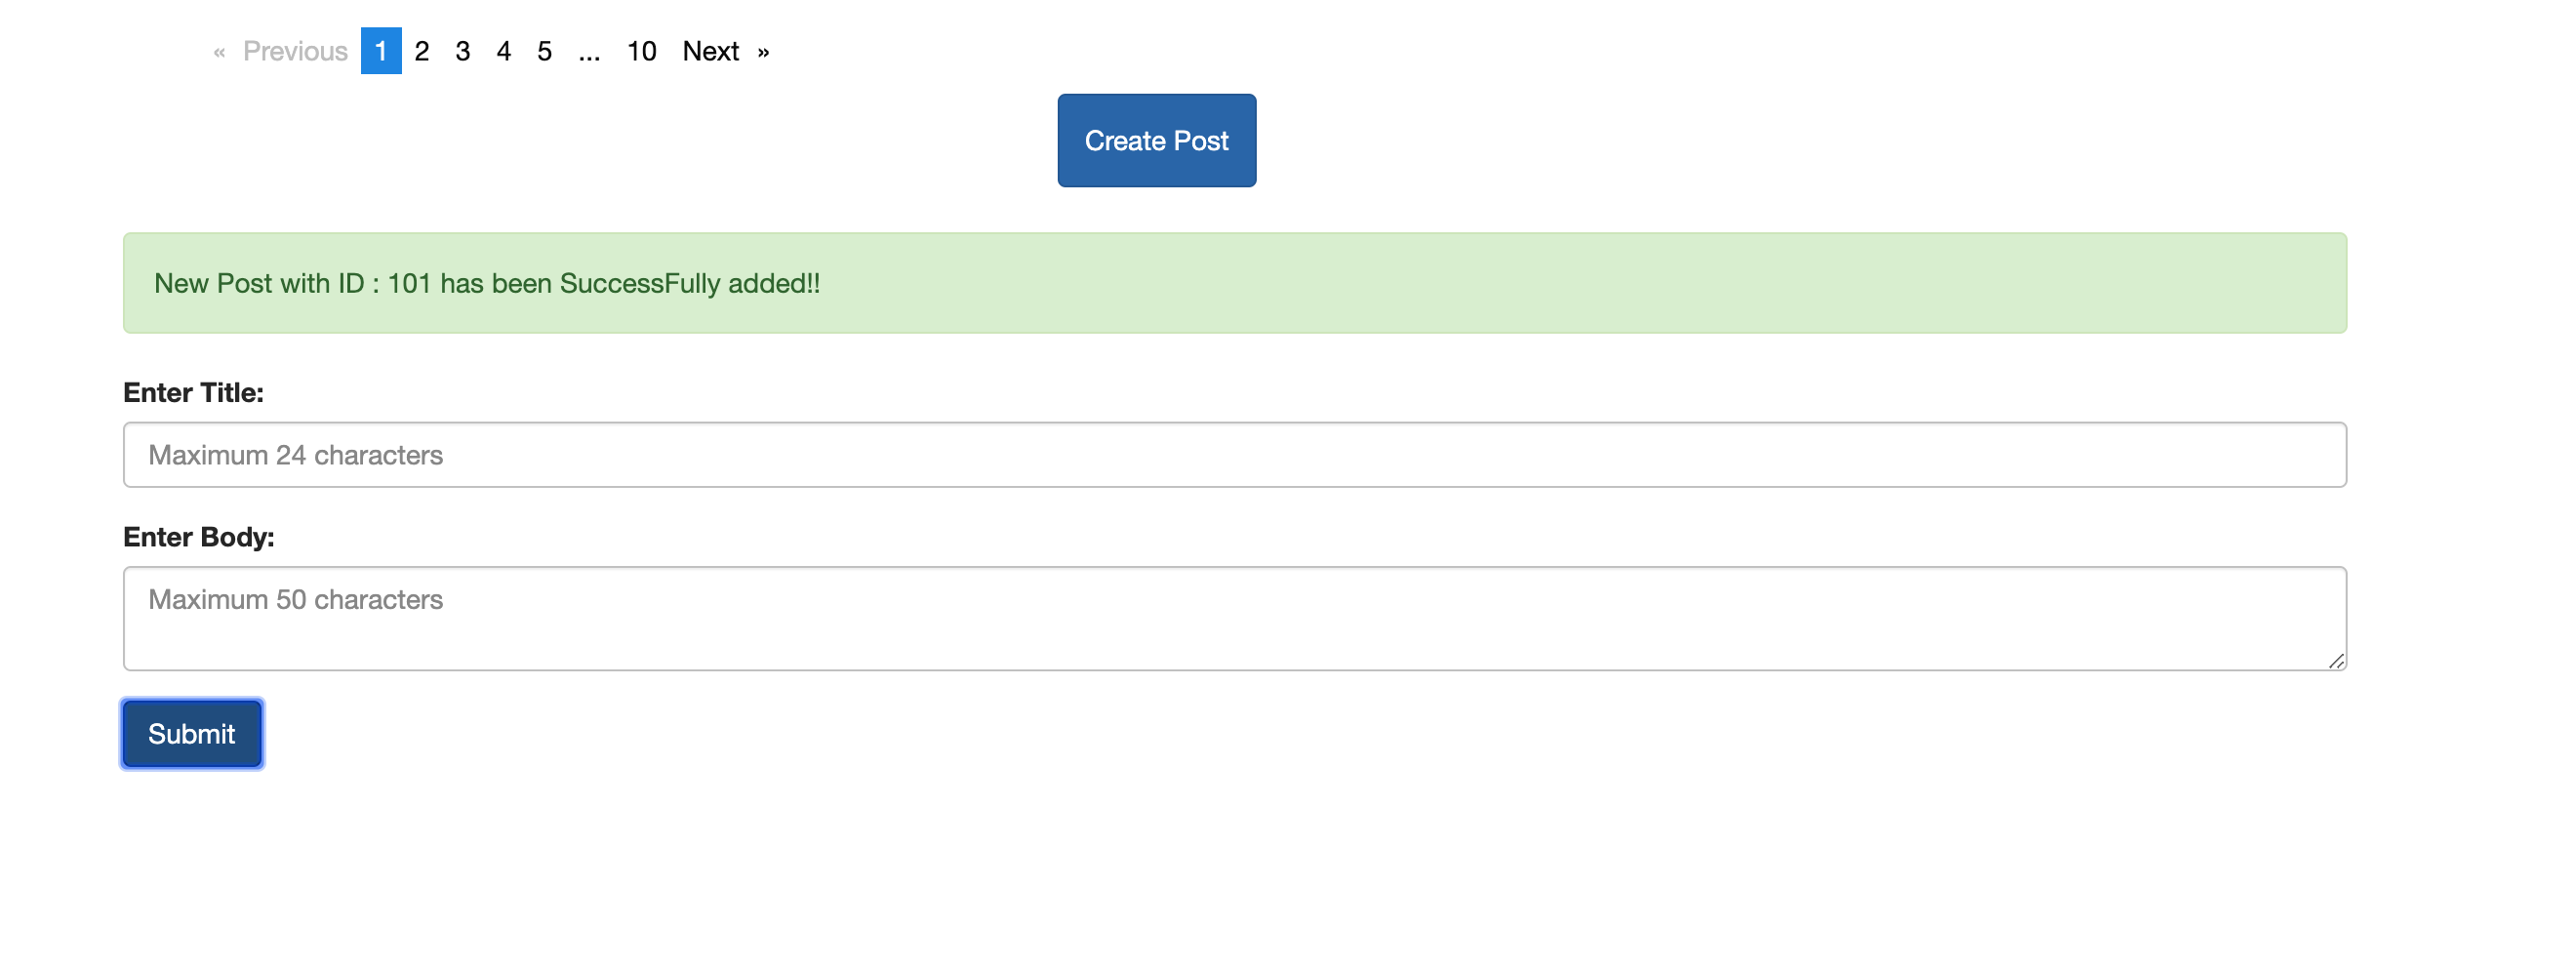 « Previous 1 2 3 4 5 ... 10 Next »
Create Post
New Post with ID : 101 has been SuccessFully added!!
Enter Title:
Maximum 24 characters
Enter Body:
Maximum 50 characters
Submit